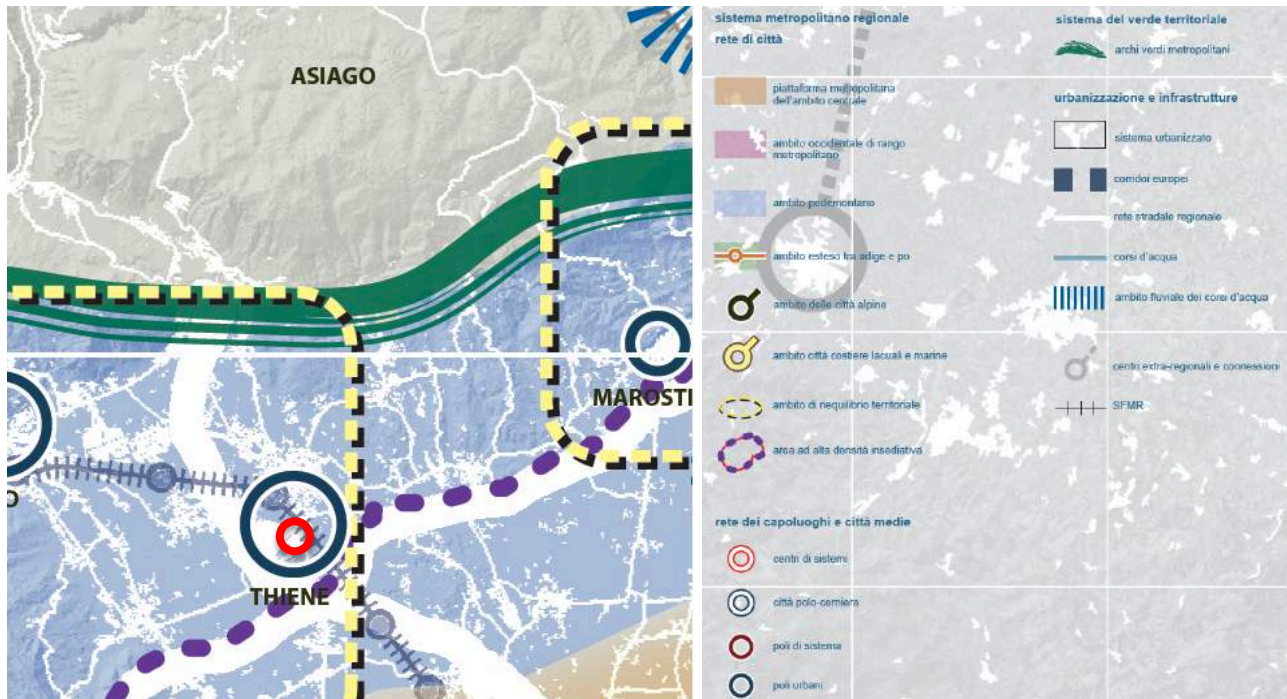 ASIAGO
MAROSTI
O
THIENE
sistema metropolitano regionale
rete di città
piattaforma metropolitana
dell'ambito centrale
ambito occidentale di rango
metropolitano
ambito pedemontano
ambito esteso tra adige e po
ambito delle città alpine
ambito città costiere lacuali e marine
ambito di riequilibrio territoriale
area ad alta densità insediativa
rete dei capoluoghi e città medie
centri di sistemi
città polo-cerniera
poli di sistema
poli urbani
sistema del verde territoriale
archi verdi metropolitani
urbanizzazione e infrastrutture
sistema urbanizzato
corridoi europei
rete stradale regionale
corsi d'acqua
ambito fluviale dei corsi d'acqua
centri extra-regionali e connessioni
SFMR